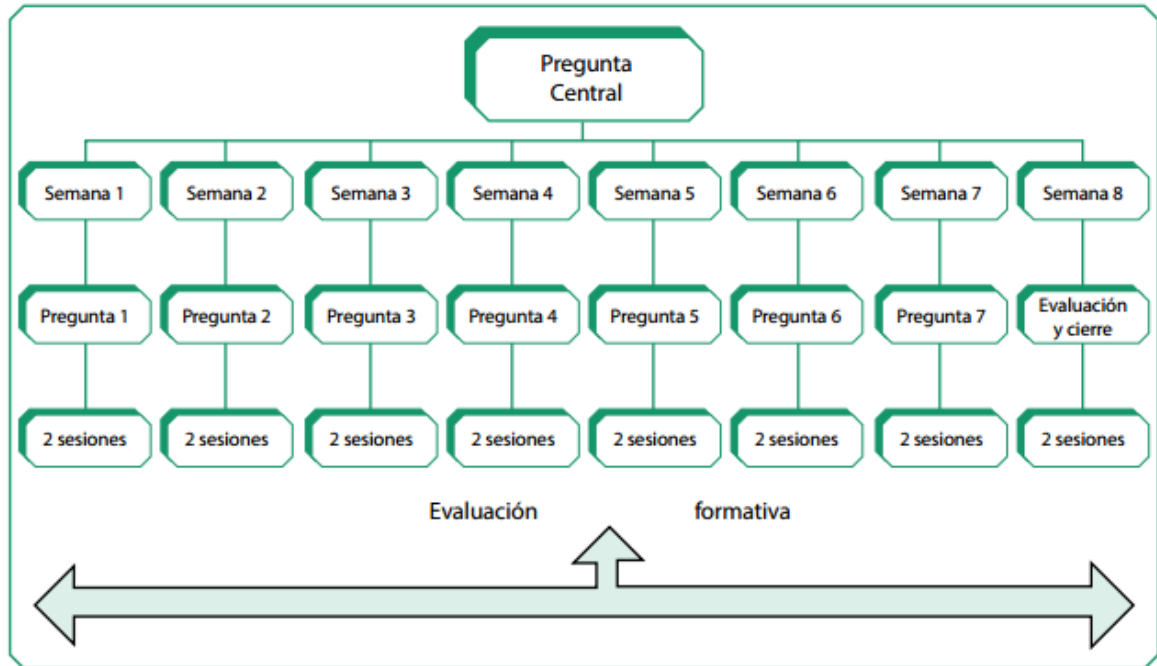 Pregunta
Central
Semana 1
Semana 2
Semana 3
Semana 4
Semana 5
Semana 6
Semana 7
Semana 8
Pregunta 1
Pregunta 2
Pregunta 3
Pregunta 4
Pregunta 5
Pregunta 6
Pregunta 7
Evaluación
y cierre
2 sesiones
2 sesiones
2 sesiones
2 sesiones
2 sesiones
2 sesiones
2 sesiones
2 sesiones
Evaluación formativa